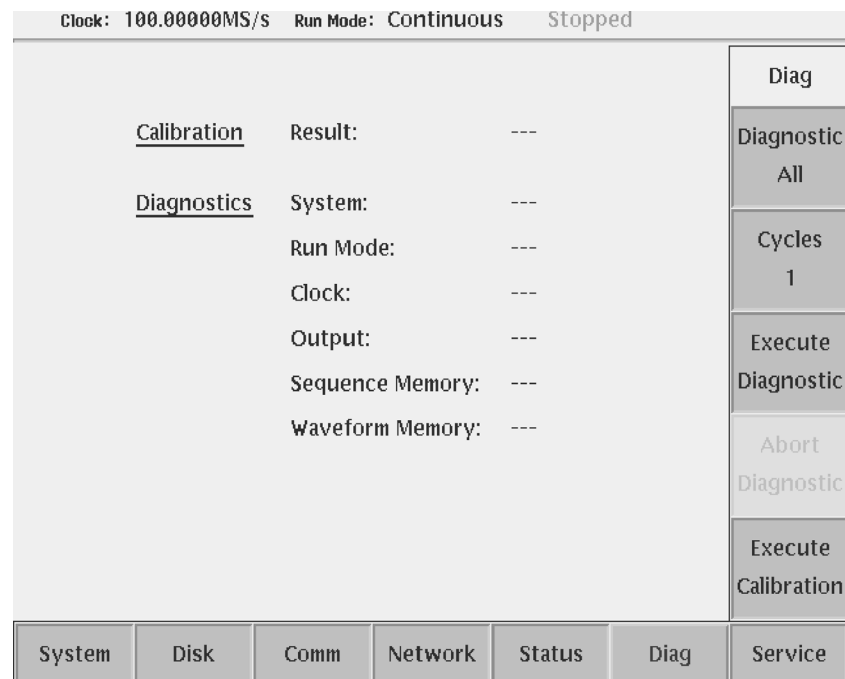 Clock: 100.00000MS/s Run Mode: Continuous Stopped
Diag
Calibration Result: ---
Diagnostic
All
Diagnostics System: ---
Run Mode: ---
Cycles
1
Clock: ---
Output: ---
Execute
Diagnostic
Sequence Memory: ---
Waveform Memory: ---
Abort
Diagnostic
Execute
Calibration
System Disk Comm Network Status Diag Service